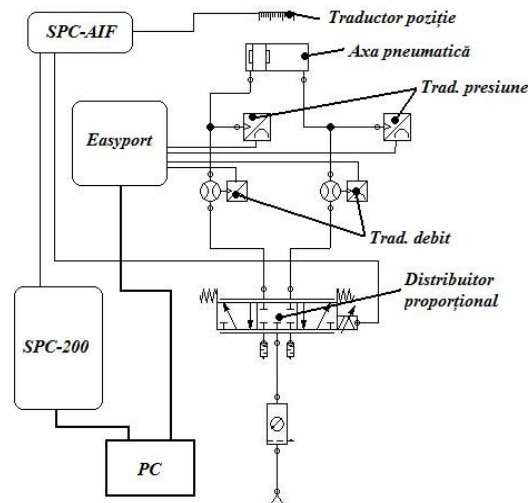 Traductor poziție
SPC-AIF
Axa pneumatică
Trad. presiune
Easyport
Trad. debit
Distribuitor
proporțional
SPC-200
PC